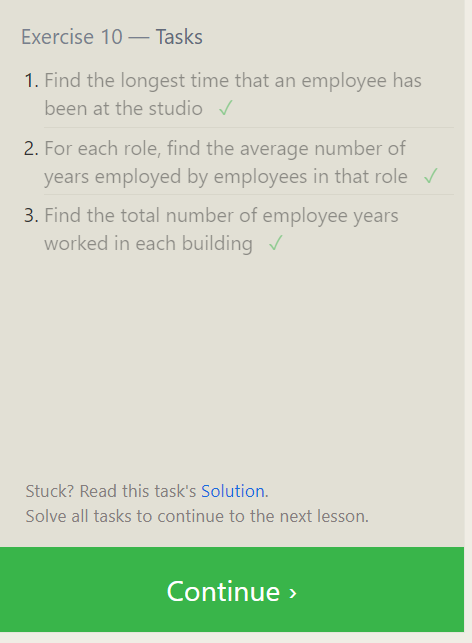 Exercise 10 — Tasks
1. Find the longest time that an employee has
been at the studio ✓
2. For each role, find the average number of
years employed by employees in that role ✓
3. Find the total number of employee years
worked in each building ✓
Stuck? Read this task's Solution.
Solve all tasks to continue to the next lesson.
Continue ›